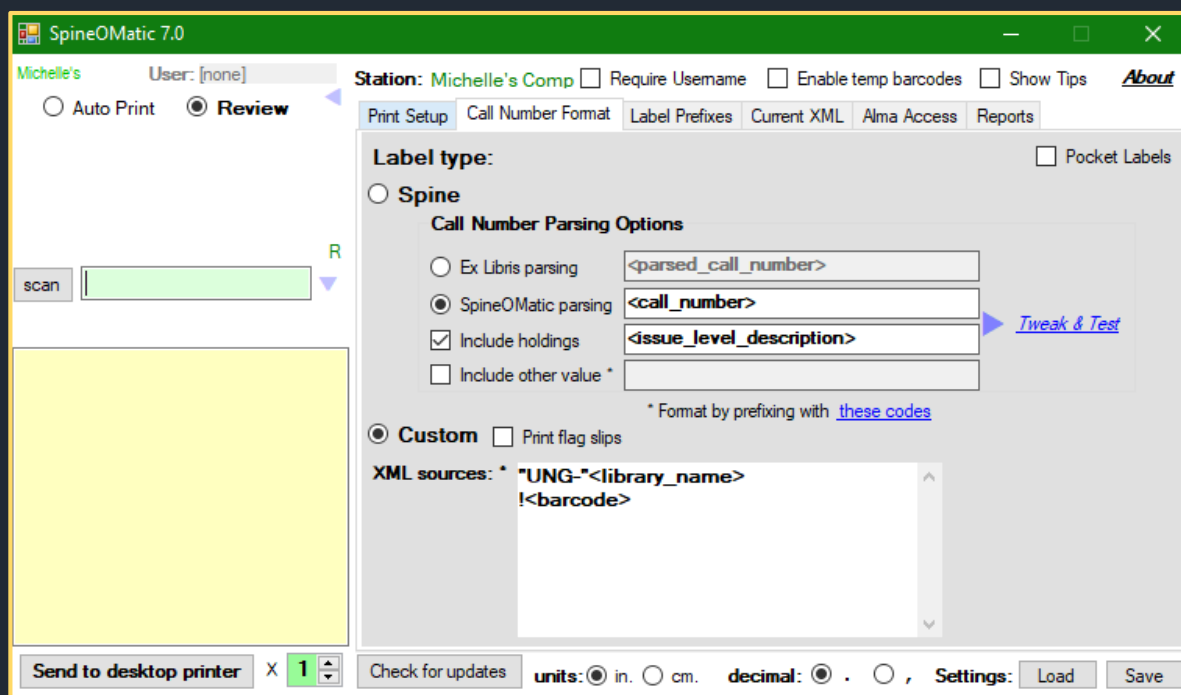 SpineOMatic 7.0
Michelle's User: [none]
Auto Print Review
R
scan
Send to desktop printer X 1
Station: Michelle's Comp Require Username Enable temp barcodes Show Tips About
Print Setup Call Number Format Label Prefixes Current XML Alma Access Reports
Label type: Pocket Labels
Spine
Call Number Parsing Options
Ex Libris parsing <parsed_call_number>
SpineOMatic parsing <call_number>
Include holdings <issue_level_description>
Include other value *
Tweak & Test
* Format by prefixing with these codes
Custom Print flag slips
XML sources: * "UNG-"<library_name>
!<barcode>
Check for updates units: in. cm. decimal: . , Settings: Load Save